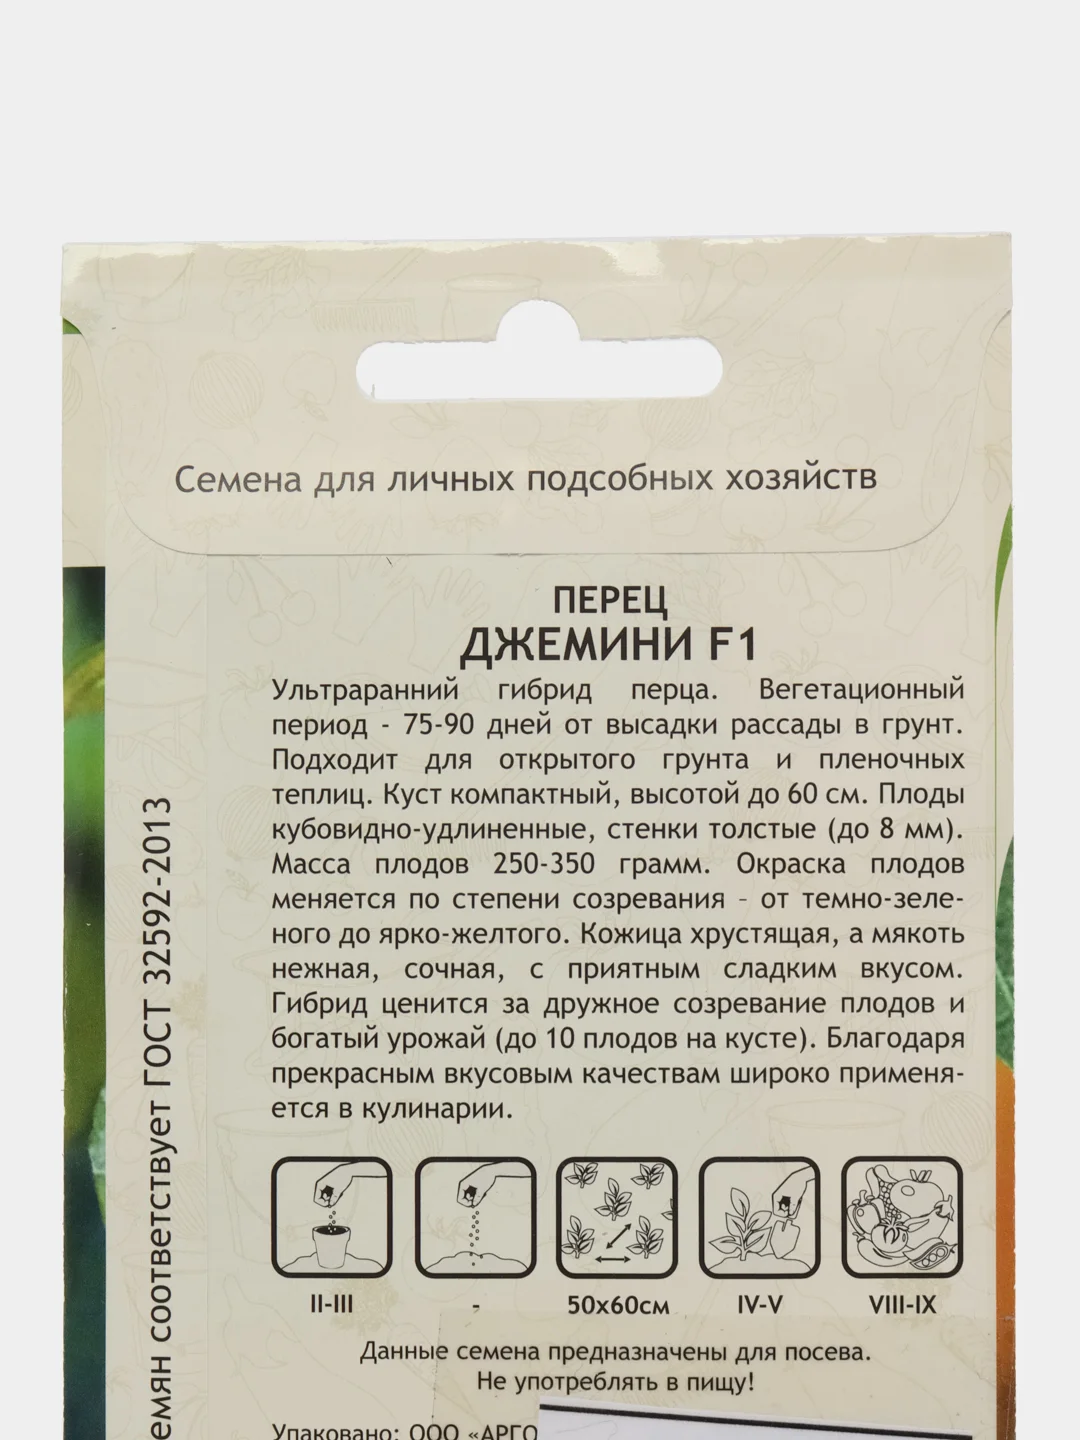 Семена для личных подсобных хозяйств
ПЕРЕЦ
ДЖЕМИНИ F1
Ультраранний гибрид перца. Вегетационный
период - 75-90 дней от высадки рассады в грунт.
Подходит для открытого грунта и пленочных
теплиц. Куст компактный, высотой до 60 см. Плоды
кубовидно-удлиненные, стенки толстые (до 8 мм).
Масса плодов 250-350 грамм. Окраска плодов
меняется по степени созревания - от темно-зеле-
ного до ярко-желтого. Кожица хрустящая, а мякоть
нежная, сочная, с приятным сладким вкусом.
Гибрид ценится за дружное созревание плодов и
богатый урожай (до 10 плодов на кусте). Благодаря
прекрасным вкусовым качествам широко применя-
ется в кулинарии.
II-III - 50х60см IV-V VIII-IX
Данные семена предназначены для посева.
Не употреблять в пищу!
Упаковано: ООО «АРГО
емян соответствует ГОСТ 32592-2013